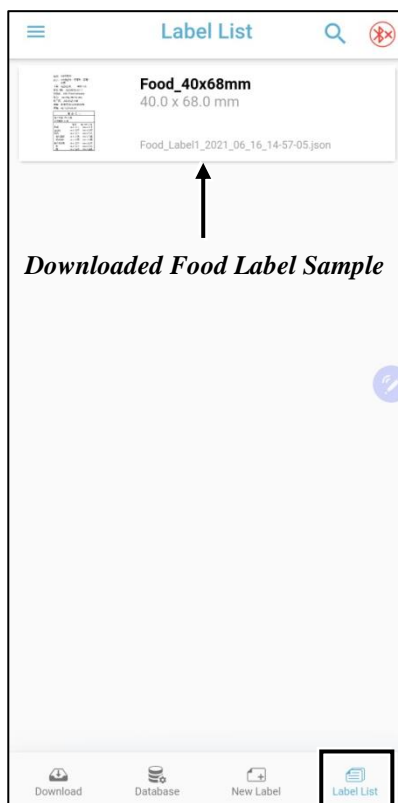 Label List
Food_40x68mm
40.0 x 68.0 mm
Food_Label1_2021_06_16_14-57-05.json
Downloaded Food Label Sample
Download
Database
New Label
Label List